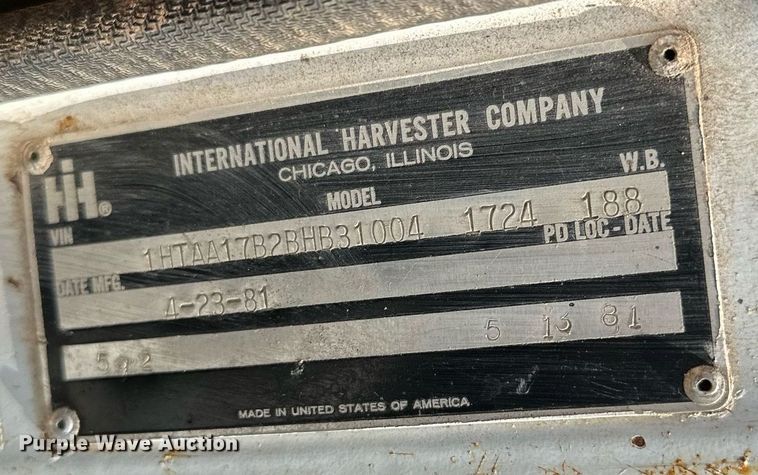 INTERNATIONAL HARVESTER COMPANY
CHICAGO, ILLINOIS
IH®
VIN MODEL W.B.
1HTAA17B2BHB31004 1724 188
DATE MFG. PD LOC-DATE
4-23-81
5 13 81
MADE IN UNITED STATES OF AMERICA
Purple Wave Auction